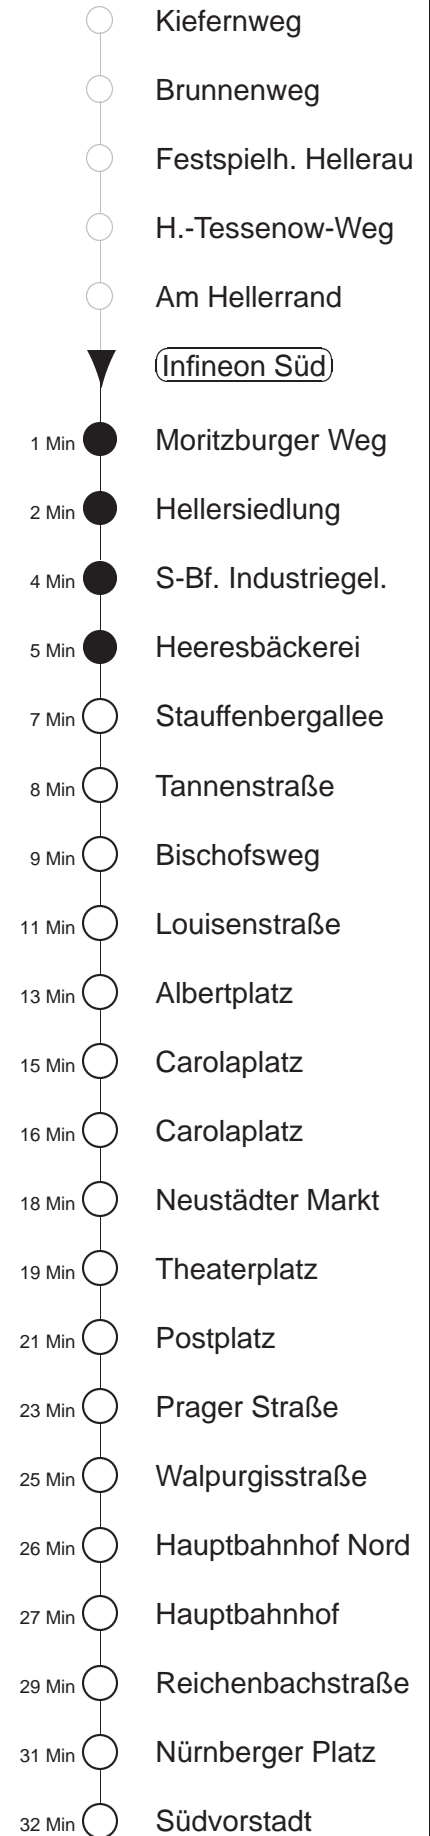 Kiefernweg
Brunnenweg
Festspielh. Hellerau
H.-Tessenow-Weg
Am Hellerrand
Infineon Süd
1 Min Moritzburger Weg
2 Min Hellersiedlung
4 Min S-Bf. Industriegel.
5 Min Heeresbäckerei
7 Min Stauffenbergallee
8 Min Tannenstraße
9 Min Bischofsweg
11 Min Louisenstraße
13 Min Albertplatz
15 Min Carolaplatz
16 Min Carolaplatz
18 Min Neustädter Markt
19 Min Theaterplatz
21 Min Postplatz
23 Min Prager Straße
25 Min Walpurgisstraße
26 Min Hauptbahnhof Nord
27 Min Hauptbahnhof
29 Min Reichenbachstraße
31 Min Nürnberger Platz
32 Min Südvorstadt